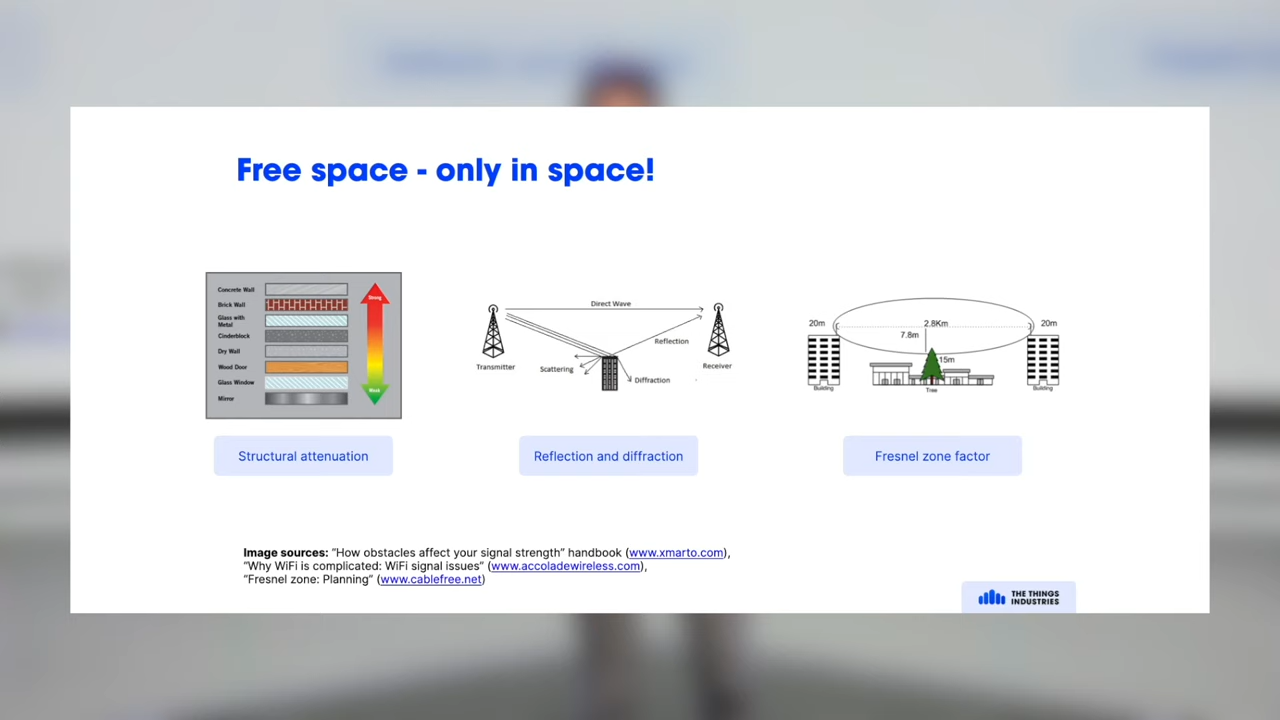 Free space - only in space!
Concrete Wall
Brick Wall
Glass with
Metal
Cinderblock
Dry Wall
Wood Door
Glass Window
Mirror
Strong
Weak
Structural attenuation
Direct Wave
Transmitter
Scattering
Reflection
Diffraction
Receiver
Reflection and diffraction
20m
2.8Km
20m
7.8m
15m
Building
Tree
Building
Fresnel zone factor
Image sources: “How obstacles affect your signal strength” handbook (www.xmarto.com),
“Why WiFi is complicated: WiFi signal issues” (www.accoladewireless.com),
“Fresnel zone: Planning” (www.cablefree.net)
THE THINGS
INDUSTRIES